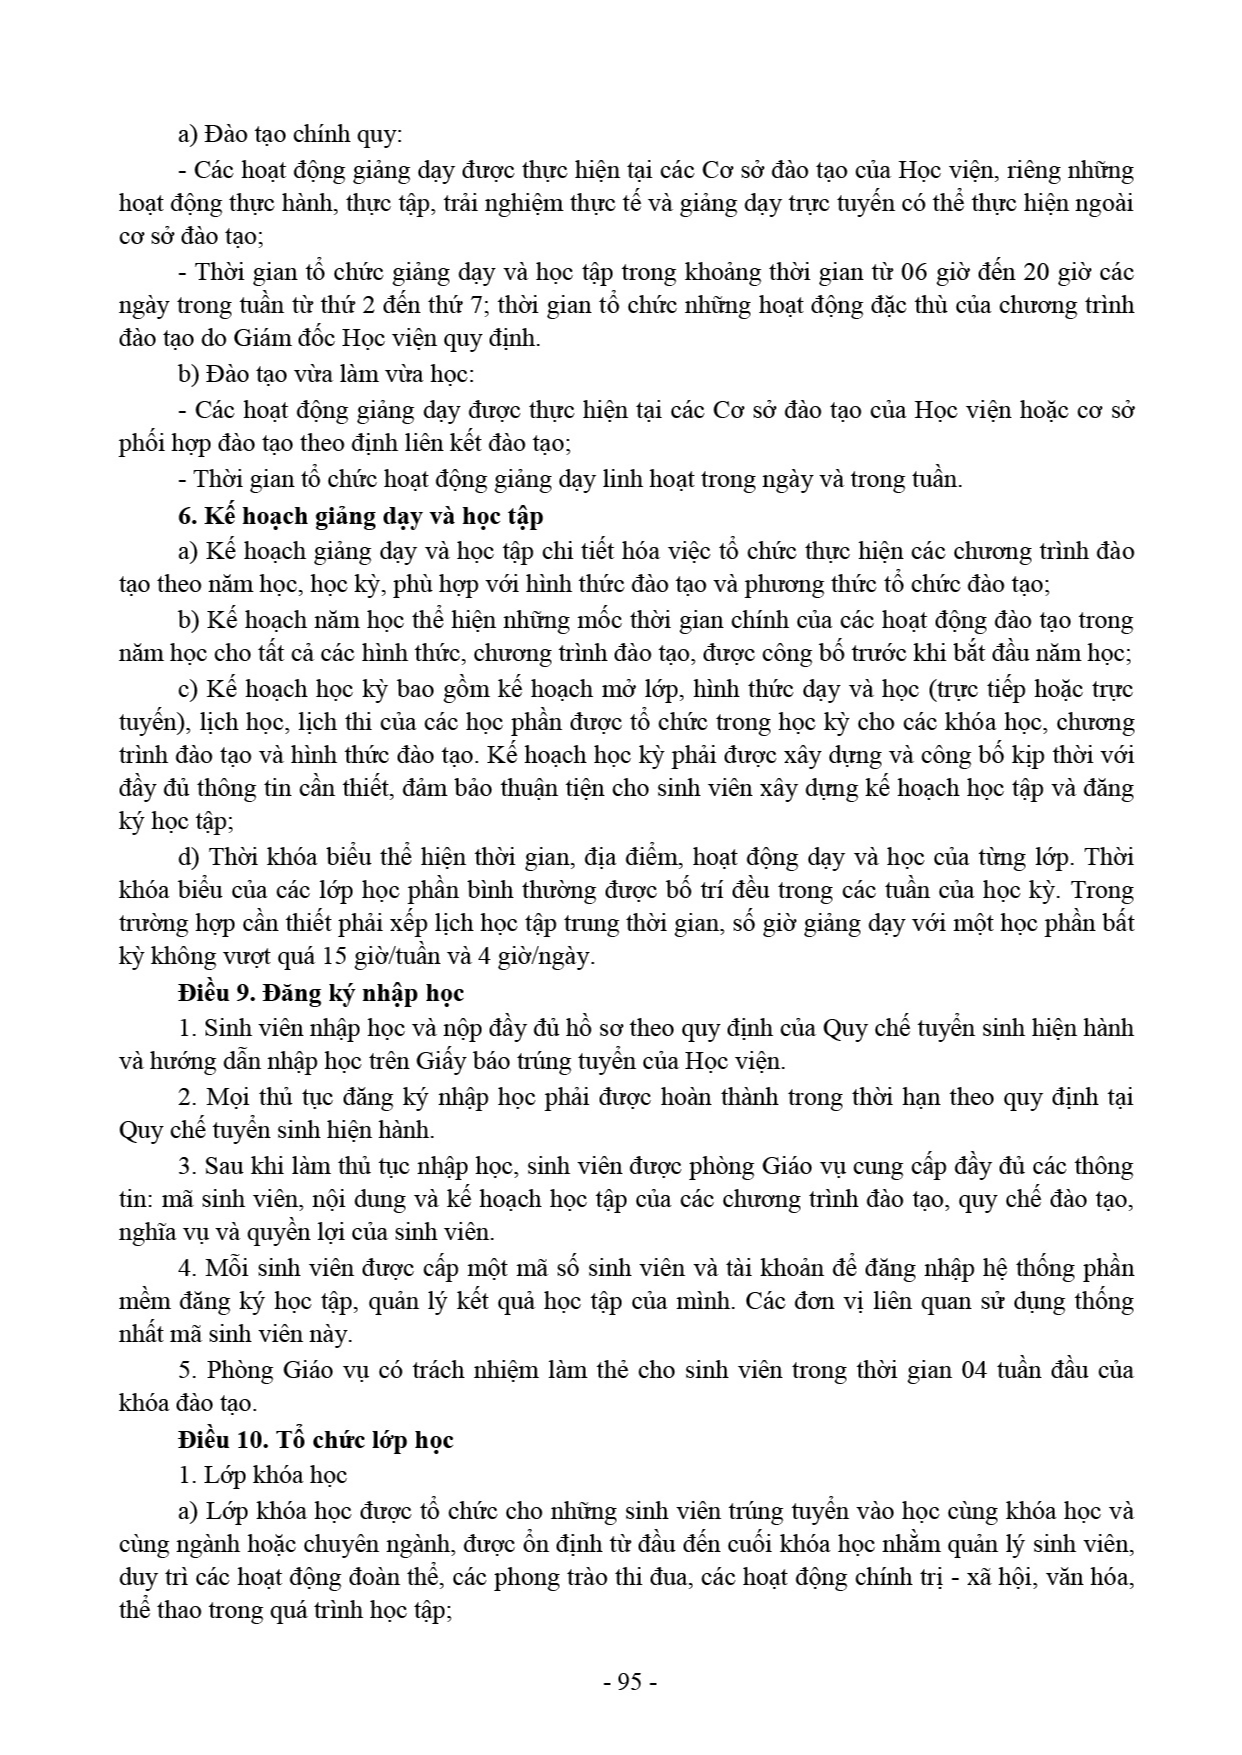 a) Đào tạo chính quy:
- Các hoạt động giảng dạy được thực hiện tại các Cơ sở đào tạo của Học viện, riêng những
hoạt động thực hành, thực tập, trải nghiệm thực tế và giảng dạy trực tuyến có thể thực hiện ngoài
cơ sở đào tạo;
- Thời gian tổ chức giảng dạy và học tập trong khoảng thời gian từ 06 giờ đến 20 giờ các
ngày trong tuần từ thứ 2 đến thứ 7; thời gian tổ chức những hoạt động đặc thù của chương trình
đào tạo do Giám đốc Học viện quy định.
b) Đào tạo vừa làm vừa học:
- Các hoạt động giảng dạy được thực hiện tại các Cơ sở đào tạo của Học viện hoặc cơ sở
phối hợp đào tạo theo định liên kết đào tạo;
- Thời gian tổ chức hoạt động giảng dạy linh hoạt trong ngày và trong tuần.
6. Kế hoạch giảng dạy và học tập
a) Kế hoạch giảng dạy và học tập chi tiết hóa việc tổ chức thực hiện các chương trình đào
tạo theo năm học, học kỳ, phù hợp với hình thức đào tạo và phương thức tổ chức đào tạo;
b) Kế hoạch năm học thể hiện những mốc thời gian chính của các hoạt động đào tạo trong
năm học cho tất cả các hình thức, chương trình đào tạo, được công bố trước khi bắt đầu năm học;
c) Kế hoạch học kỳ bao gồm kế hoạch mở lớp, hình thức dạy và học (trực tiếp hoặc trực
tuyến), lịch học, lịch thi của các học phần được tổ chức trong học kỳ cho các khóa học, chương
trình đào tạo và hình thức đào tạo. Kế hoạch học kỳ phải được xây dựng và công bố kịp thời với
đầy đủ thông tin cần thiết, đảm bảo thuận tiện cho sinh viên xây dựng kế hoạch học tập và đăng
ký học tập;
d) Thời khóa biểu thể hiện thời gian, địa điểm, hoạt động dạy và học của từng lớp. Thời
khóa biểu của các lớp học phần bình thường được bố trí đều trong các tuần của học kỳ. Trong
trường hợp cần thiết phải xếp lịch học tập trung thời gian, số giờ giảng dạy với một học phần bất
kỳ không vượt quá 15 giờ/tuần và 4 giờ/ngày.
Điều 9. Đăng ký nhập học
1. Sinh viên nhập học và nộp đầy đủ hồ sơ theo quy định của Quy chế tuyển sinh hiện hành
và hướng dẫn nhập học trên Giấy báo trúng tuyển của Học viện.
2. Mọi thủ tục đăng ký nhập học phải được hoàn thành trong thời hạn theo quy định tại
Quy chế tuyển sinh hiện hành.
3. Sau khi làm thủ tục nhập học, sinh viên được phòng Giáo vụ cung cấp đầy đủ các thông
tin: mã sinh viên, nội dung và kế hoạch học tập của các chương trình đào tạo, quy chế đào tạo,
nghĩa vụ và quyền lợi của sinh viên.
4. Mỗi sinh viên được cấp một mã số sinh viên và tài khoản để đăng nhập hệ thống phần
mềm đăng ký học tập, quản lý kết quả học tập của mình. Các đơn vị liên quan sử dụng thống
nhất mã sinh viên này.
5. Phòng Giáo vụ có trách nhiệm làm thẻ cho sinh viên trong thời gian 04 tuần đầu của
khóa đào tạo.
Điều 10. Tổ chức lớp học
1. Lớp khóa học
a) Lớp khóa học được tổ chức cho những sinh viên trúng tuyển vào học cùng khóa học và
cùng ngành hoặc chuyên ngành, được ổn định từ đầu đến cuối khóa học nhằm quản lý sinh viên,
duy trì các hoạt động đoàn thể, các phong trào thi đua, các hoạt động chính trị - xã hội, văn hóa,
thể thao trong quá trình học tập;
- 95 -